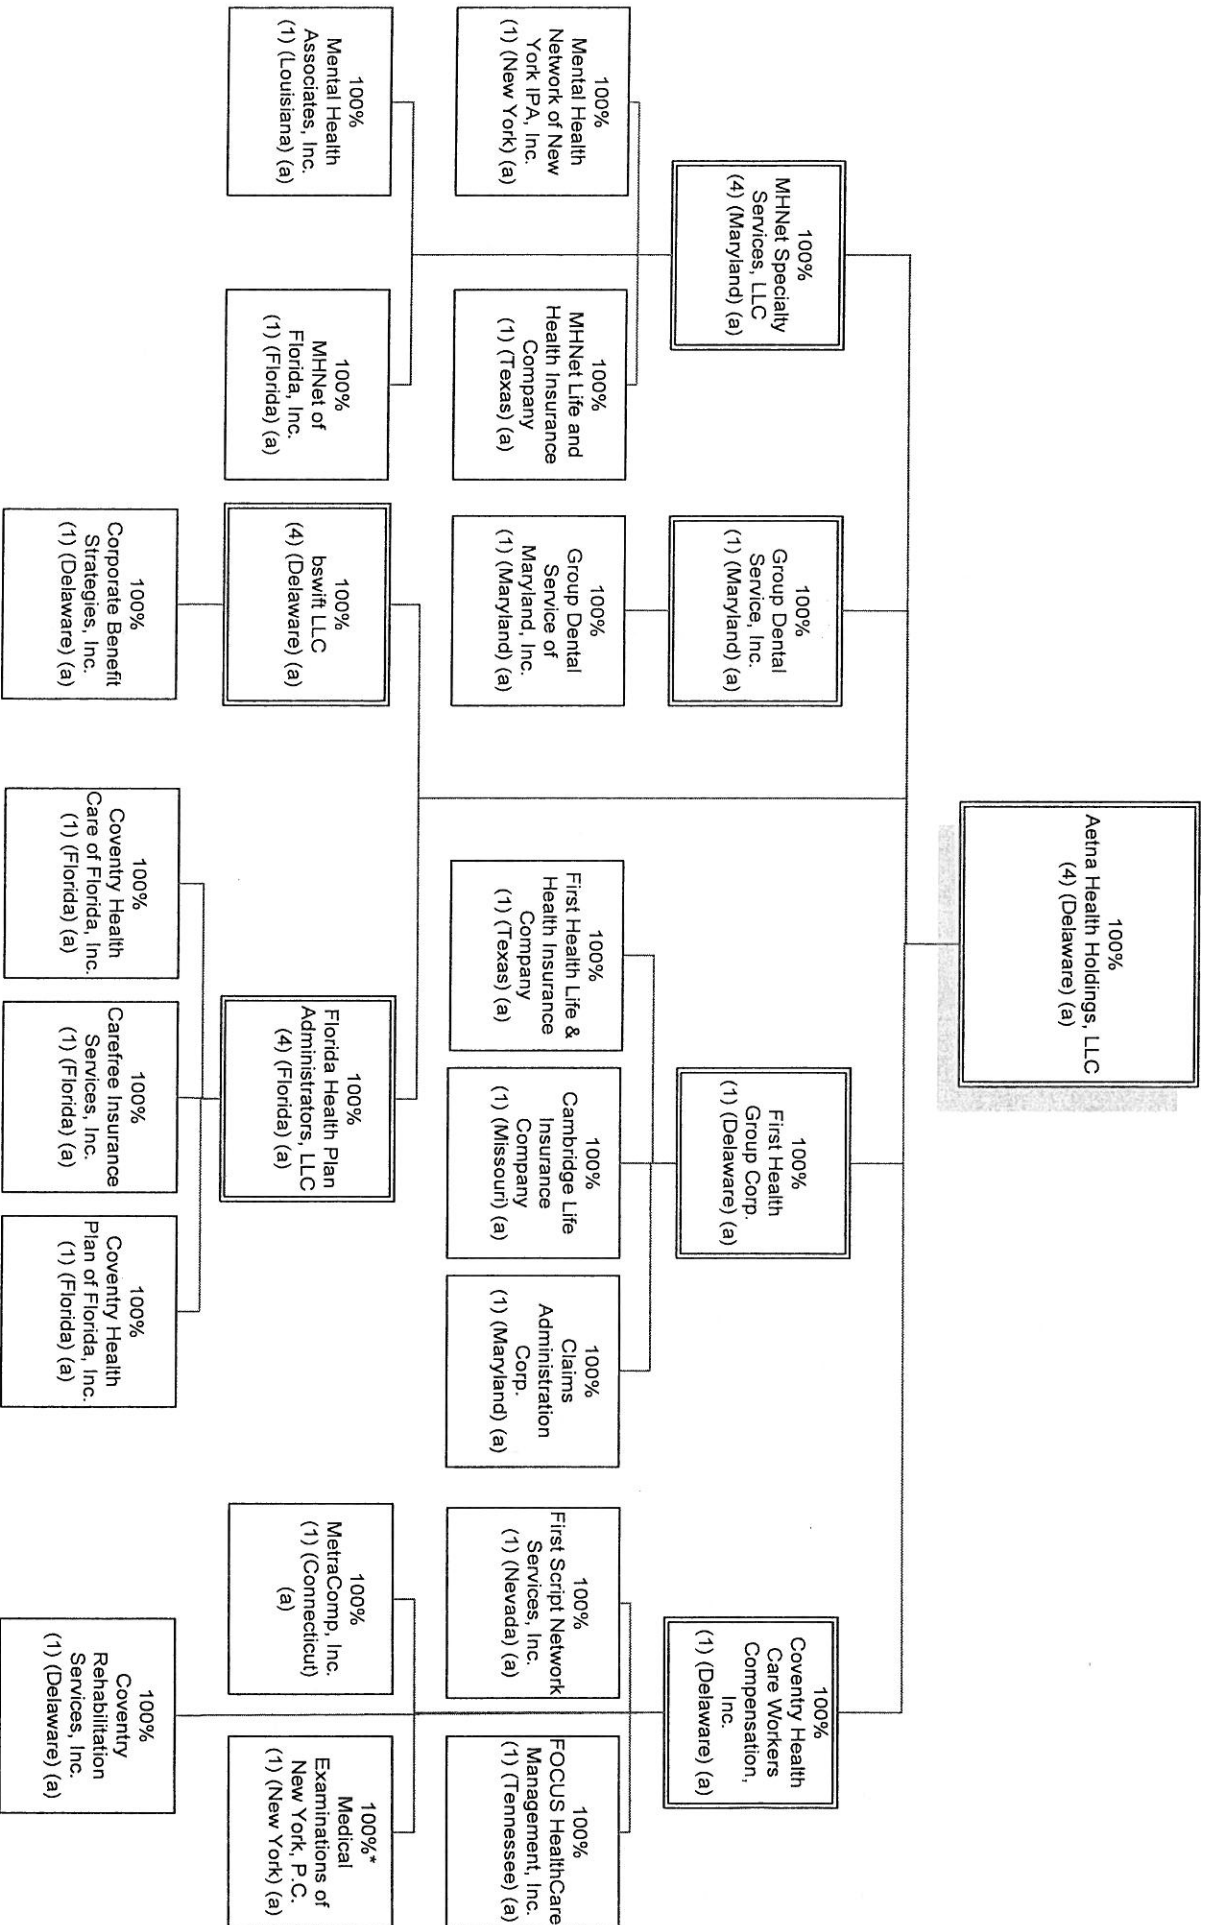 100%
Aetna Health Holdings, LLC
(4) (Delaware) (a)
100%
MHNet Specialty
Services, LLC
(4) (Maryland) (a)
100%
Group Dental
Service, Inc.
(1) (Maryland) (a)
100%
First Health
Group Corp.
(1) (Delaware) (a)
100%
Coventry Health
Care Workers
Compensation,
Inc.
(1) (Delaware) (a)
100%
Mental Health
Network of New
York IPA, Inc.
(1) (New York) (a)
100%
MHNet Life and
Health Insurance
Company
(1) (Texas) (a)
100%
Group Dental
Service of
Maryland, Inc.
(1) (Maryland) (a)
100%
First Health Life &
Health Insurance
Company
(1) (Texas) (a)
100%
Cambridge Life
Insurance
Company
(1) (Missouri) (a)
100%
Claims
Administration
Corp.
(1) (Maryland) (a)
100%
First Script Network
Services, Inc.
(1) (Nevada) (a)
100%
FOCUS HealthCare
Management, Inc.
(1) (Tennessee) (a)
100%
Mental Health
Associates, Inc.
(1) (Louisiana) (a)
100%
MHNet of
Florida, Inc.
(1) (Florida) (a)
100%
bswift LLC
(4) (Delaware) (a)
100%
Florida Health Plan
Administrators, LLC
(4) (Florida) (a)
100%
MetraComp, Inc.
(1) (Connecticut)
(a)
100%*
Medical
Examinations of
New York, P.C.
(1) (New York) (a)
100%
Corporate Benefit
Strategies, Inc.
(1) (Delaware) (a)
100%
Coventry Health
Care of Florida, Inc.
(1) (Florida) (a)
100%
Carefree Insurance
Services, Inc.
(1) (Florida) (a)
100%
Coventry Health
Plan of Florida, Inc.
(1) (Florida) (a)
100%
Coventry
Rehabilitation
Services, Inc.
(1) (Delaware) (a)